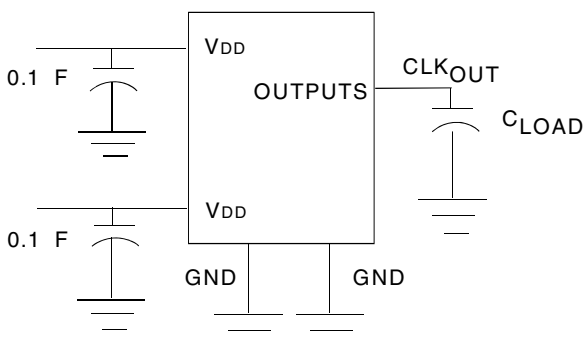 VDD
0.1 F
OUTPUTS
CLKOUT
CLOAD
VDD
0.1 F
GND
GND